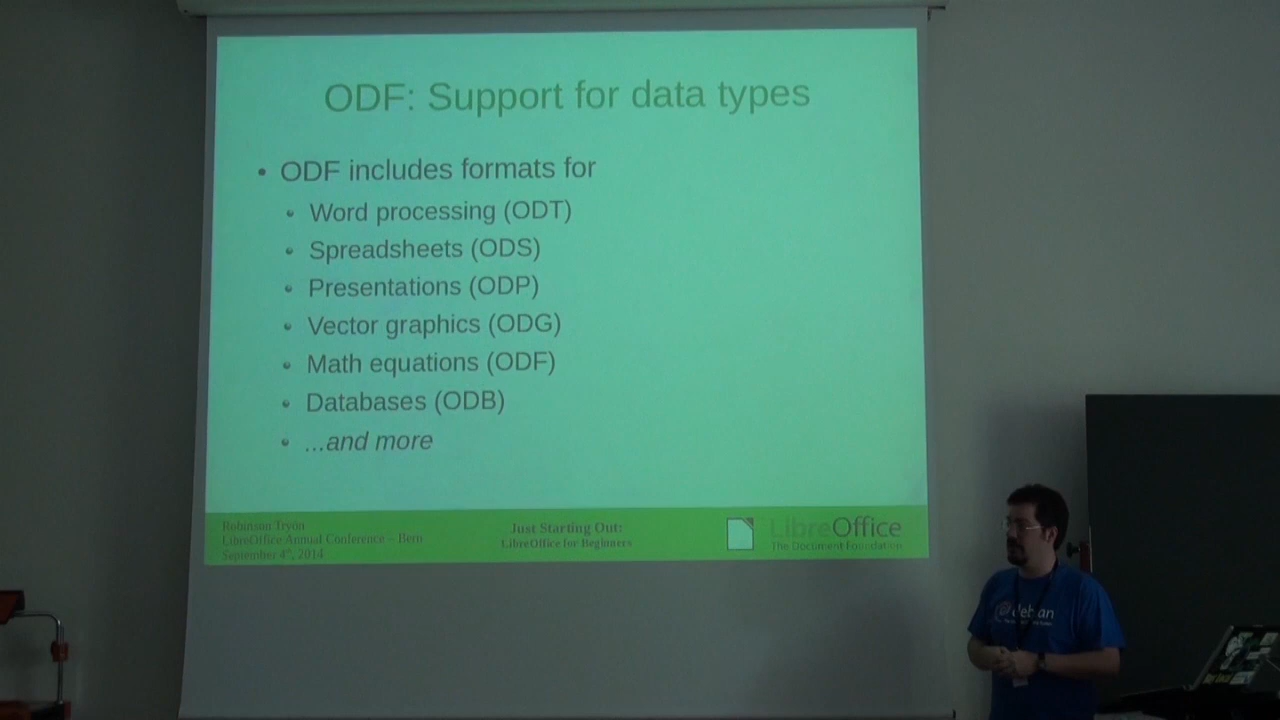 ODF: Support for data types
• ODF includes formats for
• Word processing (ODT)
• Spreadsheets (ODS)
• Presentations (ODP)
• Vector graphics (ODG)
• Math equations (ODF)
• Databases (ODB)
• ...and more
Robinson Tryon
LibreOffice Annual Conference – Bern
September 4th, 2014
Just Starting Out:
LibreOffice for Beginners
LibreOffice
The Document Foundation
debian